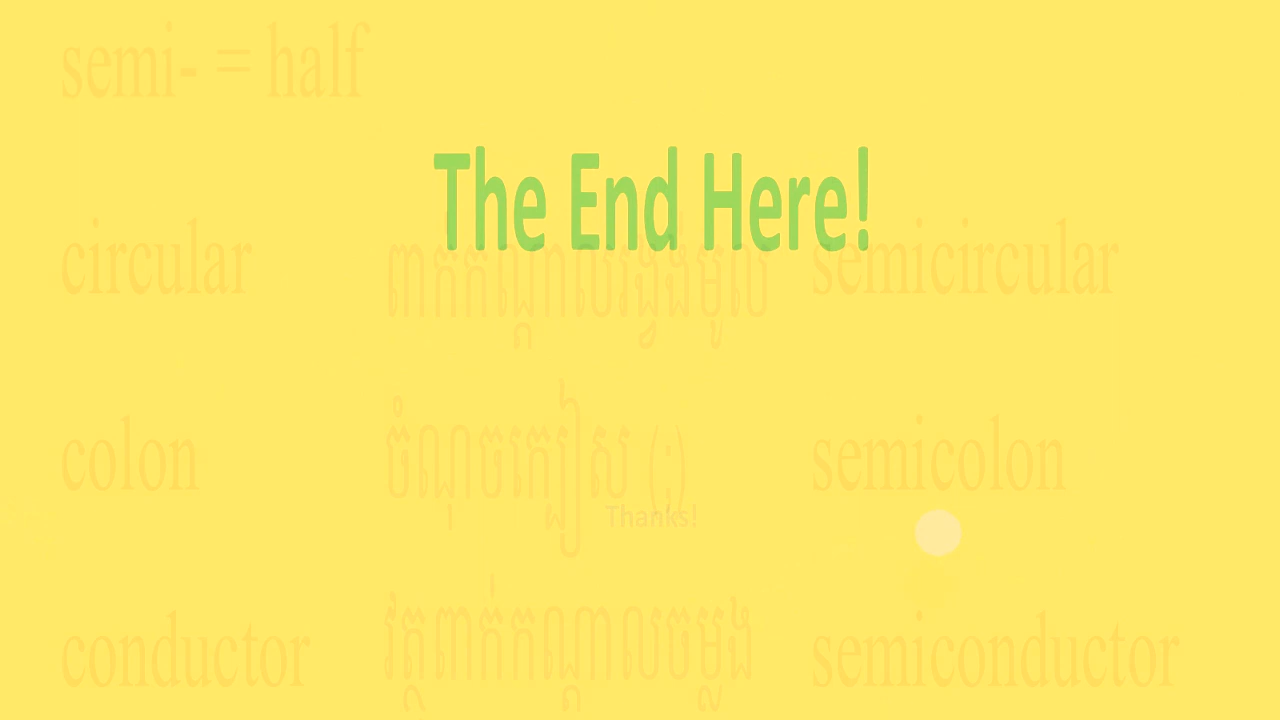 semi- = half
The End Here!
circular ពាក់កណ្ដាលរង្វង់មូល semicircular
colon ចំណុចក្បៀស (;) semicolon
Thanks!
conductor វត្ថុពាក់កណ្ដាលចម្លង semiconductor